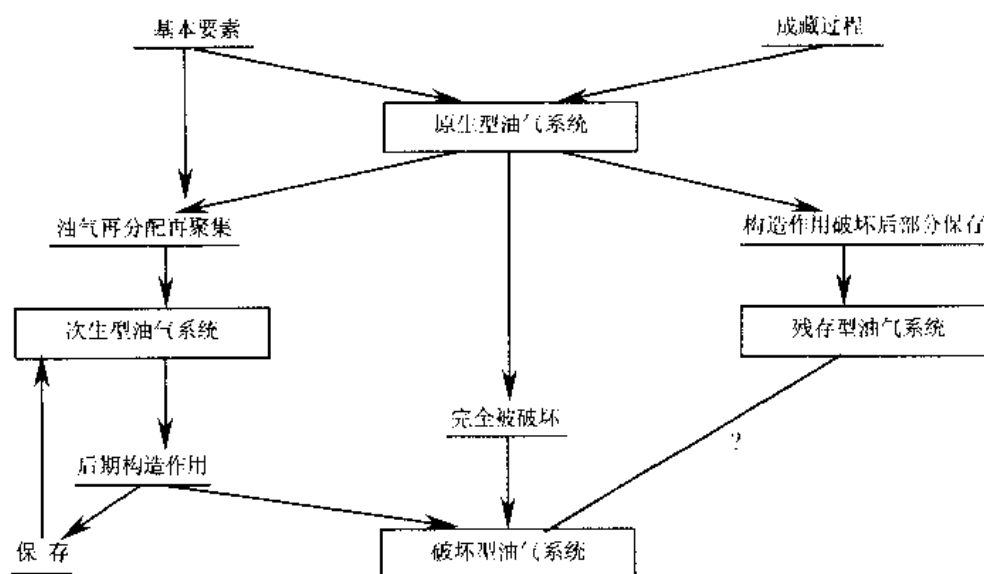 基本要素
成藏过程
原生型油气系统
油气再分配再聚集
构造作用破坏后部分保存
次生型油气系统
残存型油气系统
完全被破坏
?
后期构造作用
保 存
破坏型油气系统